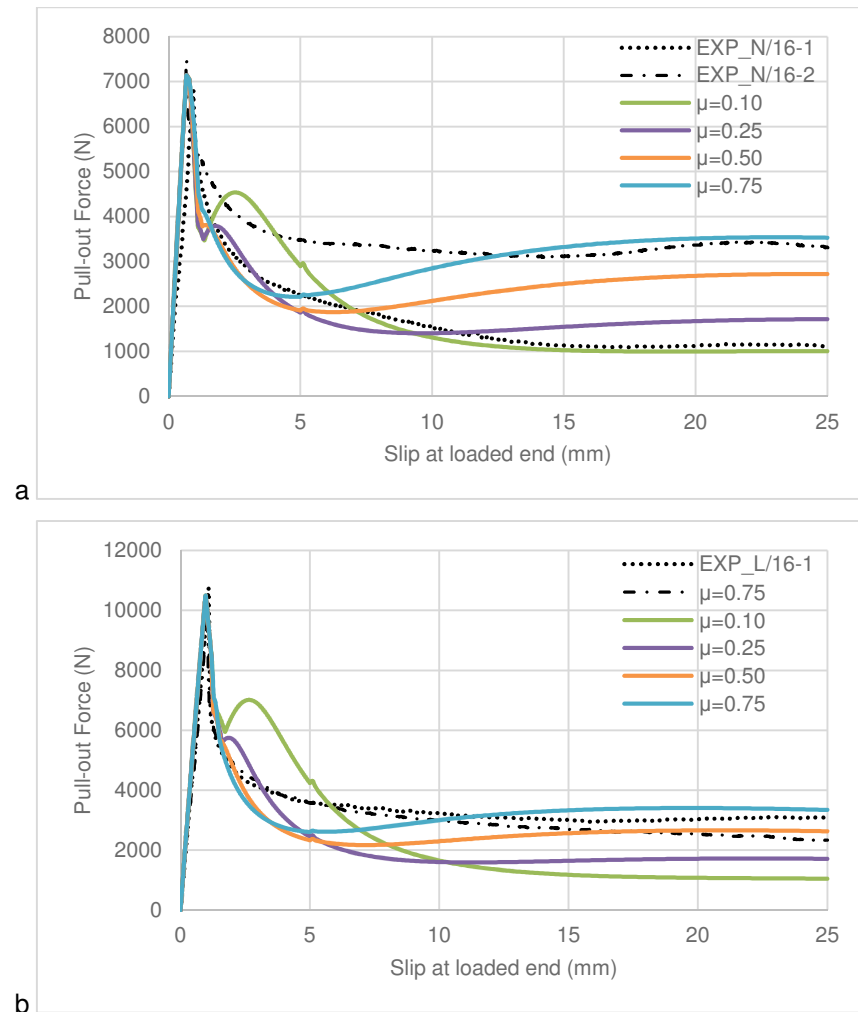 8000
7000
6000
5000
4000
3000
2000
1000
0
Pull-out Force (N)
EXP_N/16-1
EXP_N/16-2
µ=0.10
µ=0.25
µ=0.50
µ=0.75
0 5 10 15 20 25
Slip at loaded end (mm)
a
12000
10000
8000
6000
4000
2000
0
Pull-out Force (N)
EXP_L/16-1
µ=0.75
µ=0.10
µ=0.25
µ=0.50
µ=0.75
0 5 10 15 20 25
Slip at loaded end (mm)
b